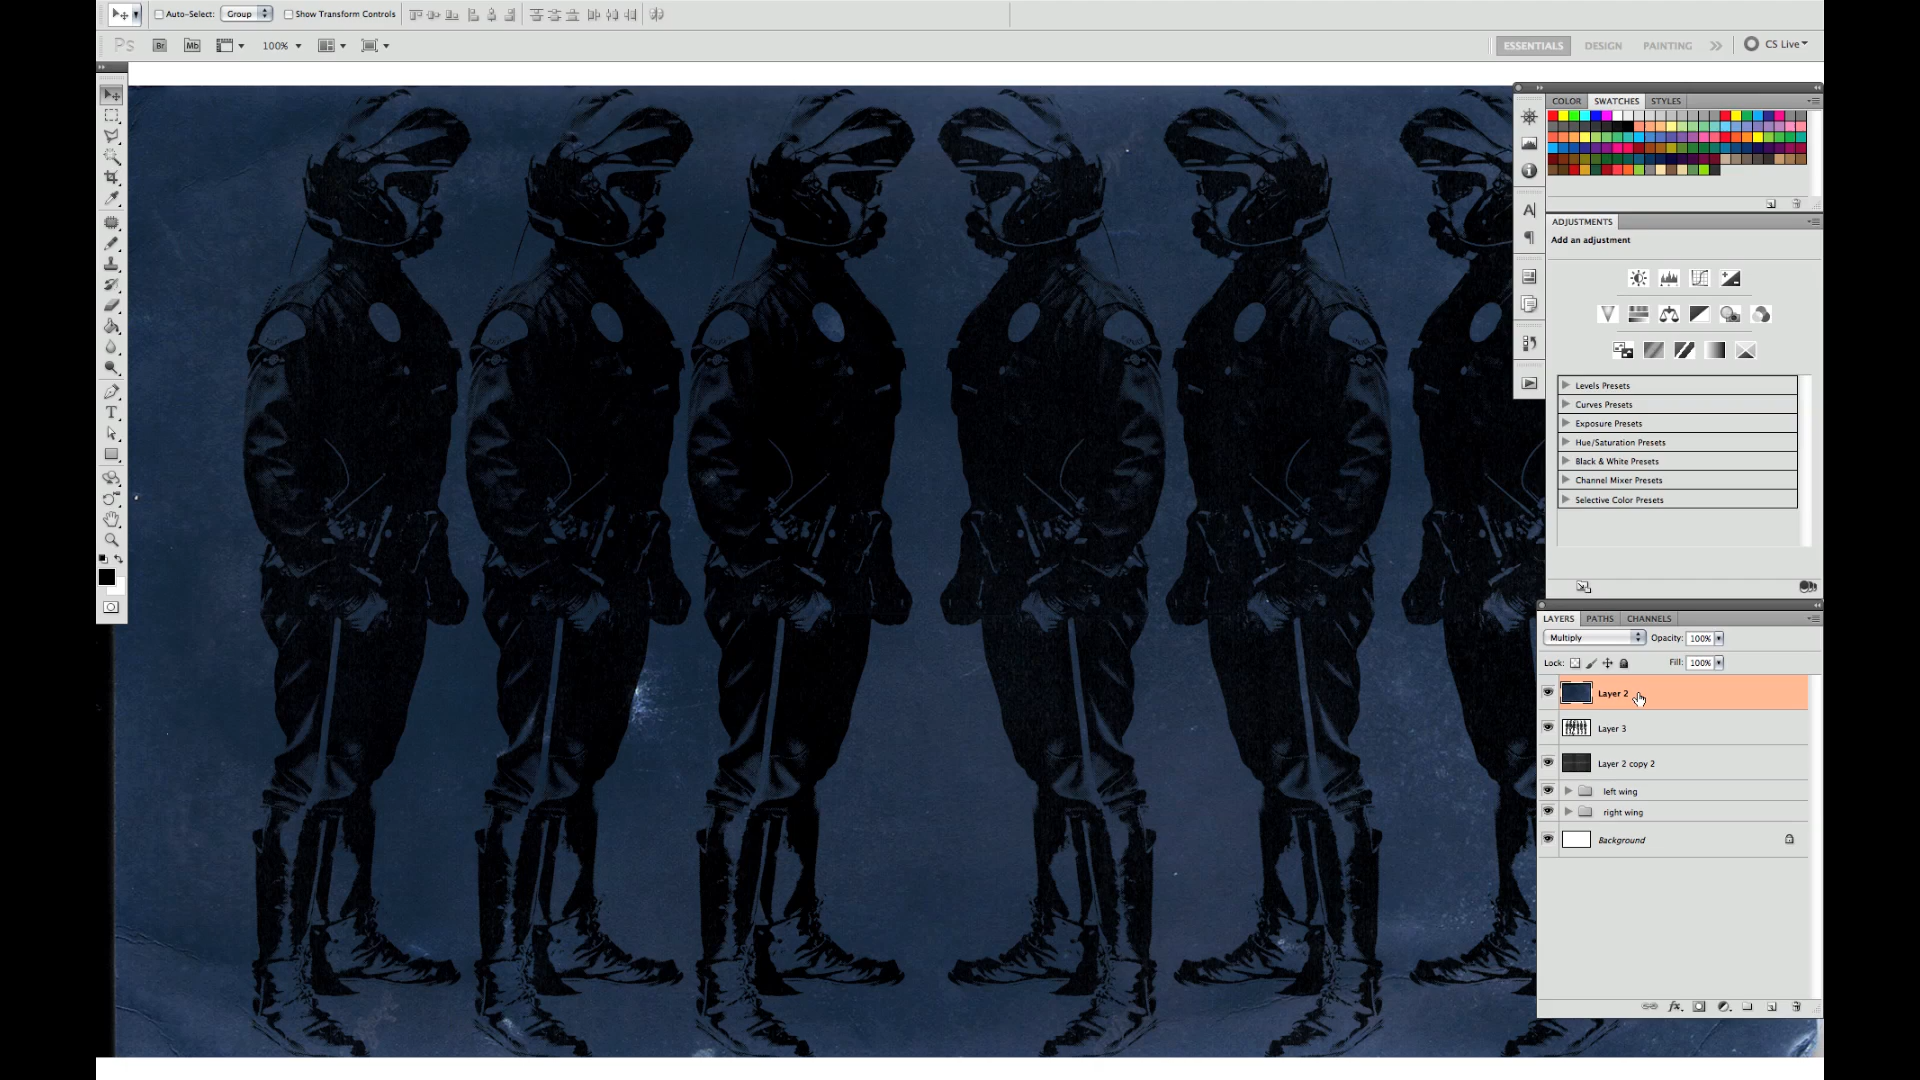 Auto-Select: Group Show Transform Controls
Ps Br Mb 100% ESSENTIALS DESIGN PAINTING CS Live
COLOR SWATCHES STYLES
ADJUSTMENTS
Add an adjustment
Levels Presets
Curves Presets
Exposure Presets
Hue/Saturation Presets
Black & White Presets
Channel Mixer Presets
Selective Color Presets
LAYERS PATHS CHANNELS
Multiply Opacity: 100%
Lock: Fill: 100%
Layer 2
Layer 3
Layer 2 copy 2
left wing
right wing
Background